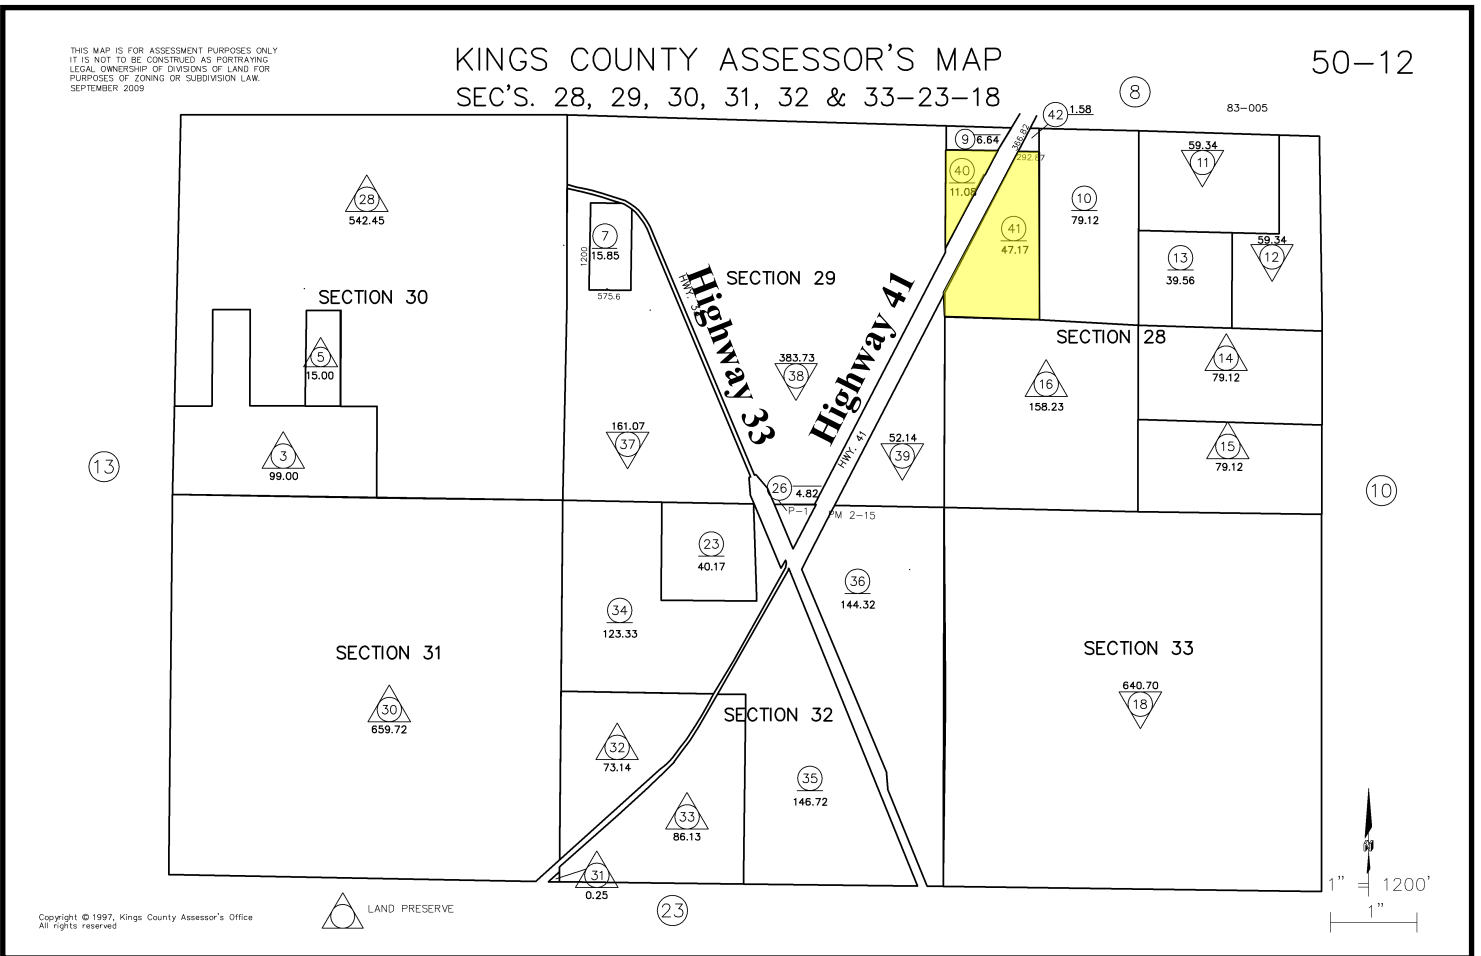 THIS MAP IS FOR ASSESSMENT PURPOSES ONLY
IT IS NOT TO BE CONSTRUED AS PORTRAYING
LEGAL OWNERSHIP OF DIVISIONS OF LAND FOR
PURPOSES OF ZONING OR SUBDIVISION LAW.
SEPTEMBER 2009
KINGS COUNTY ASSESSOR'S MAP
SEC'S. 28, 29, 30, 31, 32 & 33-23-18
50-12
8
83-005
42
1.58
9
6.64
366.82
292.87
40
11.08
41
47.17
10
79.12
59.34
11
13
39.56
59.34
12
28
542.45
7
15.85
1200
575.6
SECTION 29
SECTION 30
HWY. 3
Highway 33
Highway 41
HWY. 41
SECTION 28
5
15.00
383.73
38
16
158.23
14
79.12
161.07
37
52.14
39
15
79.12
3
99.00
13
10
26
4.82
P-1
PM 2-15
23
40.17
36
144.32
34
123.33
SECTION 31
SECTION 33
30
659.72
640.70
18
SECTION 32
32
73.14
35
146.72
33
86.13
31
0.25
23
LAND PRESERVE
N
1" = 1200'
1"
Copyright © 1997, Kings County Assessor's Office
All rights reserved